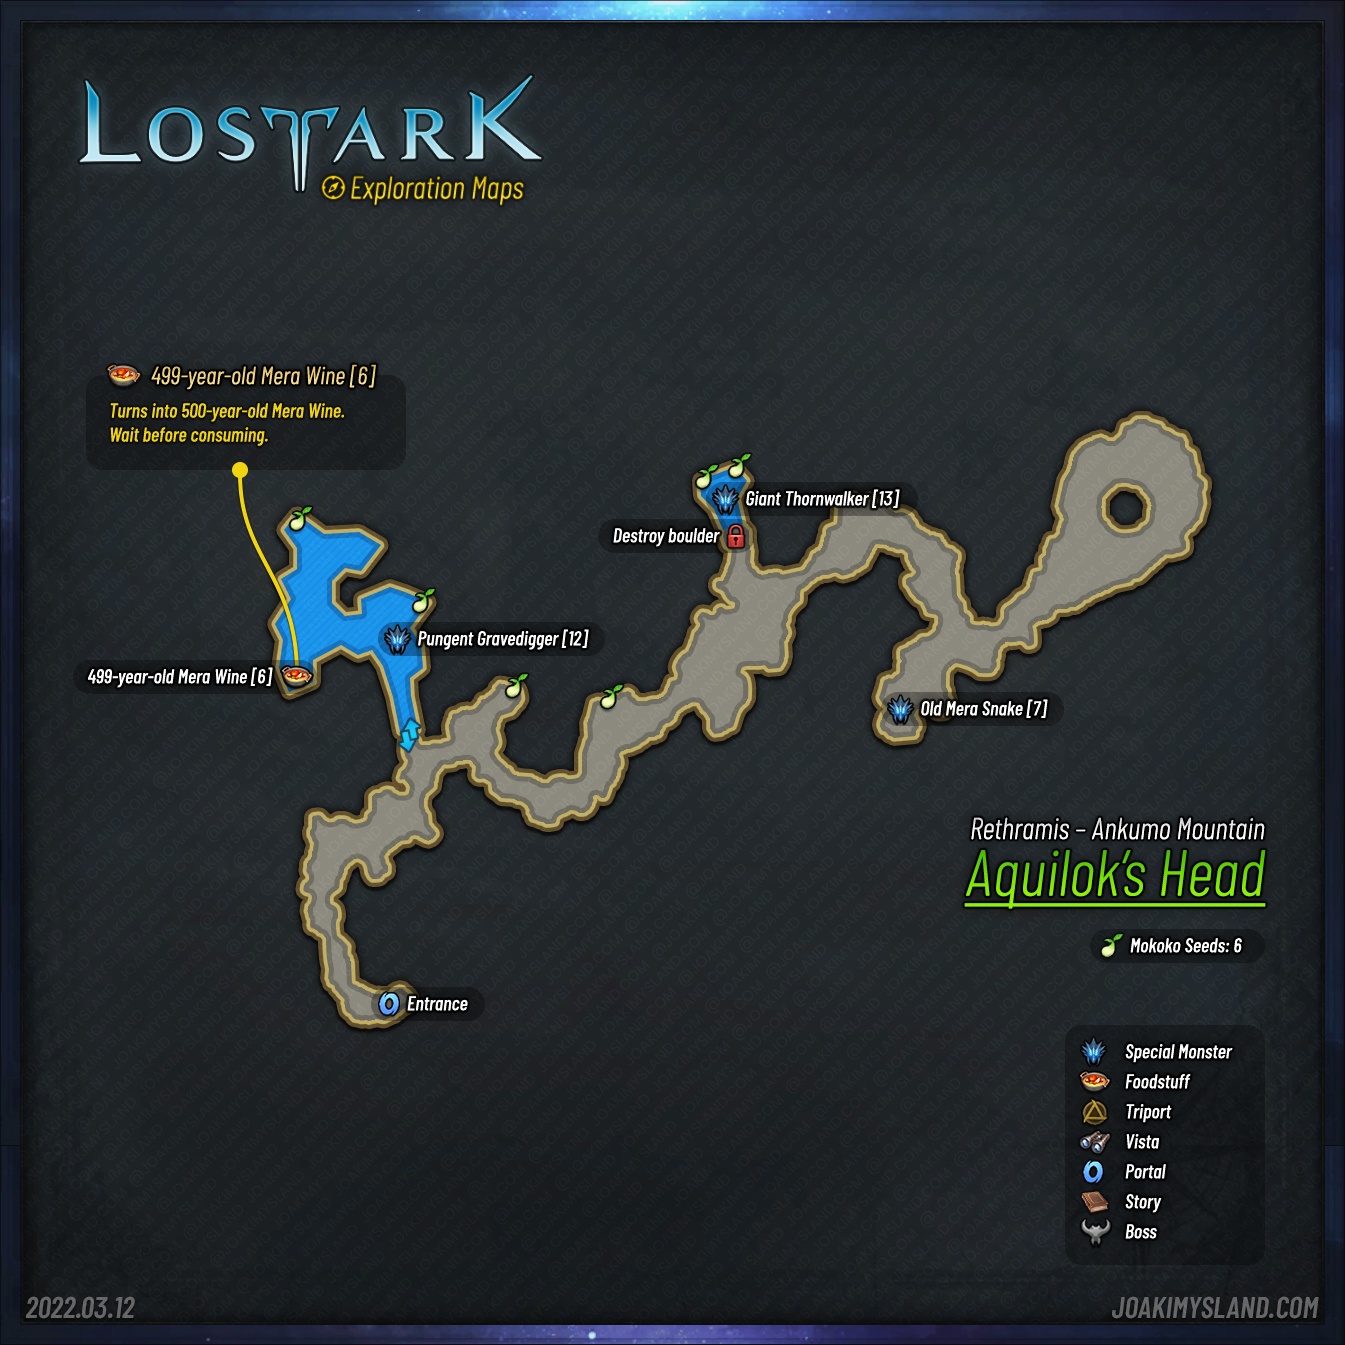 LOSTARK
Exploration Maps
499-year-old Mera Wine [6]
Turns into 500-year-old Mera Wine.
Wait before consuming.
Giant Thornwalker [13]
Destroy boulder
Pungent Gravedigger [12]
499-year-old Mera Wine [6]
Old Mera Snake [7]
Rethramis – Ankumo Mountain
Aquilok's Head
Mokoko Seeds: 6
Entrance
Special Monster
Foodstuff
Triport
Vista
Portal
Story
Boss
2022.03.12
JOAKIMYSLAND.COM